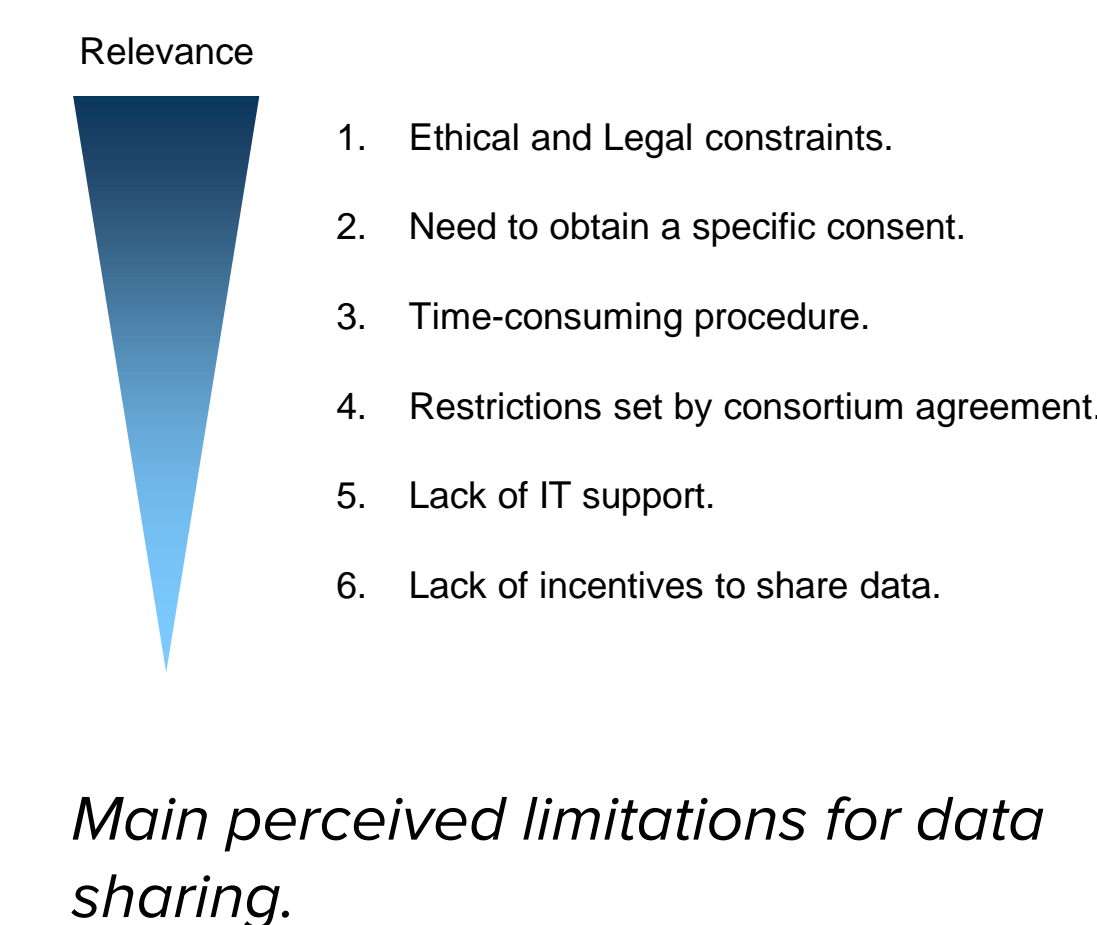 Relevance
1. Ethical and Legal constraints.
2. Need to obtain a specific consent.
3. Time-consuming procedure.
4. Restrictions set by consortium agreement.
5. Lack of IT support.
6. Lack of incentives to share data.
Main perceived limitations for data
sharing.